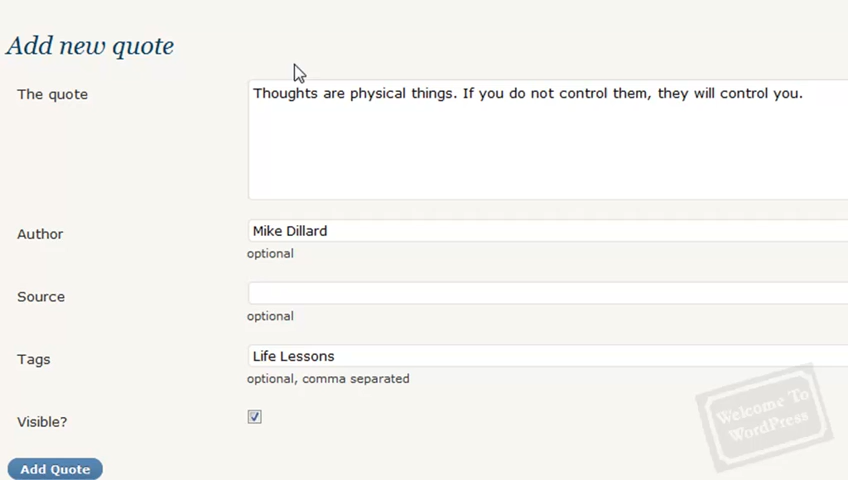 Add new quote
The quote
Thoughts are physical things. If you do not control them, they will control you.
Author
Mike Dillard
optional
Source
optional
Tags
Life Lessons
optional, comma separated
Visible?
Add Quote
Welcome To
WordPress